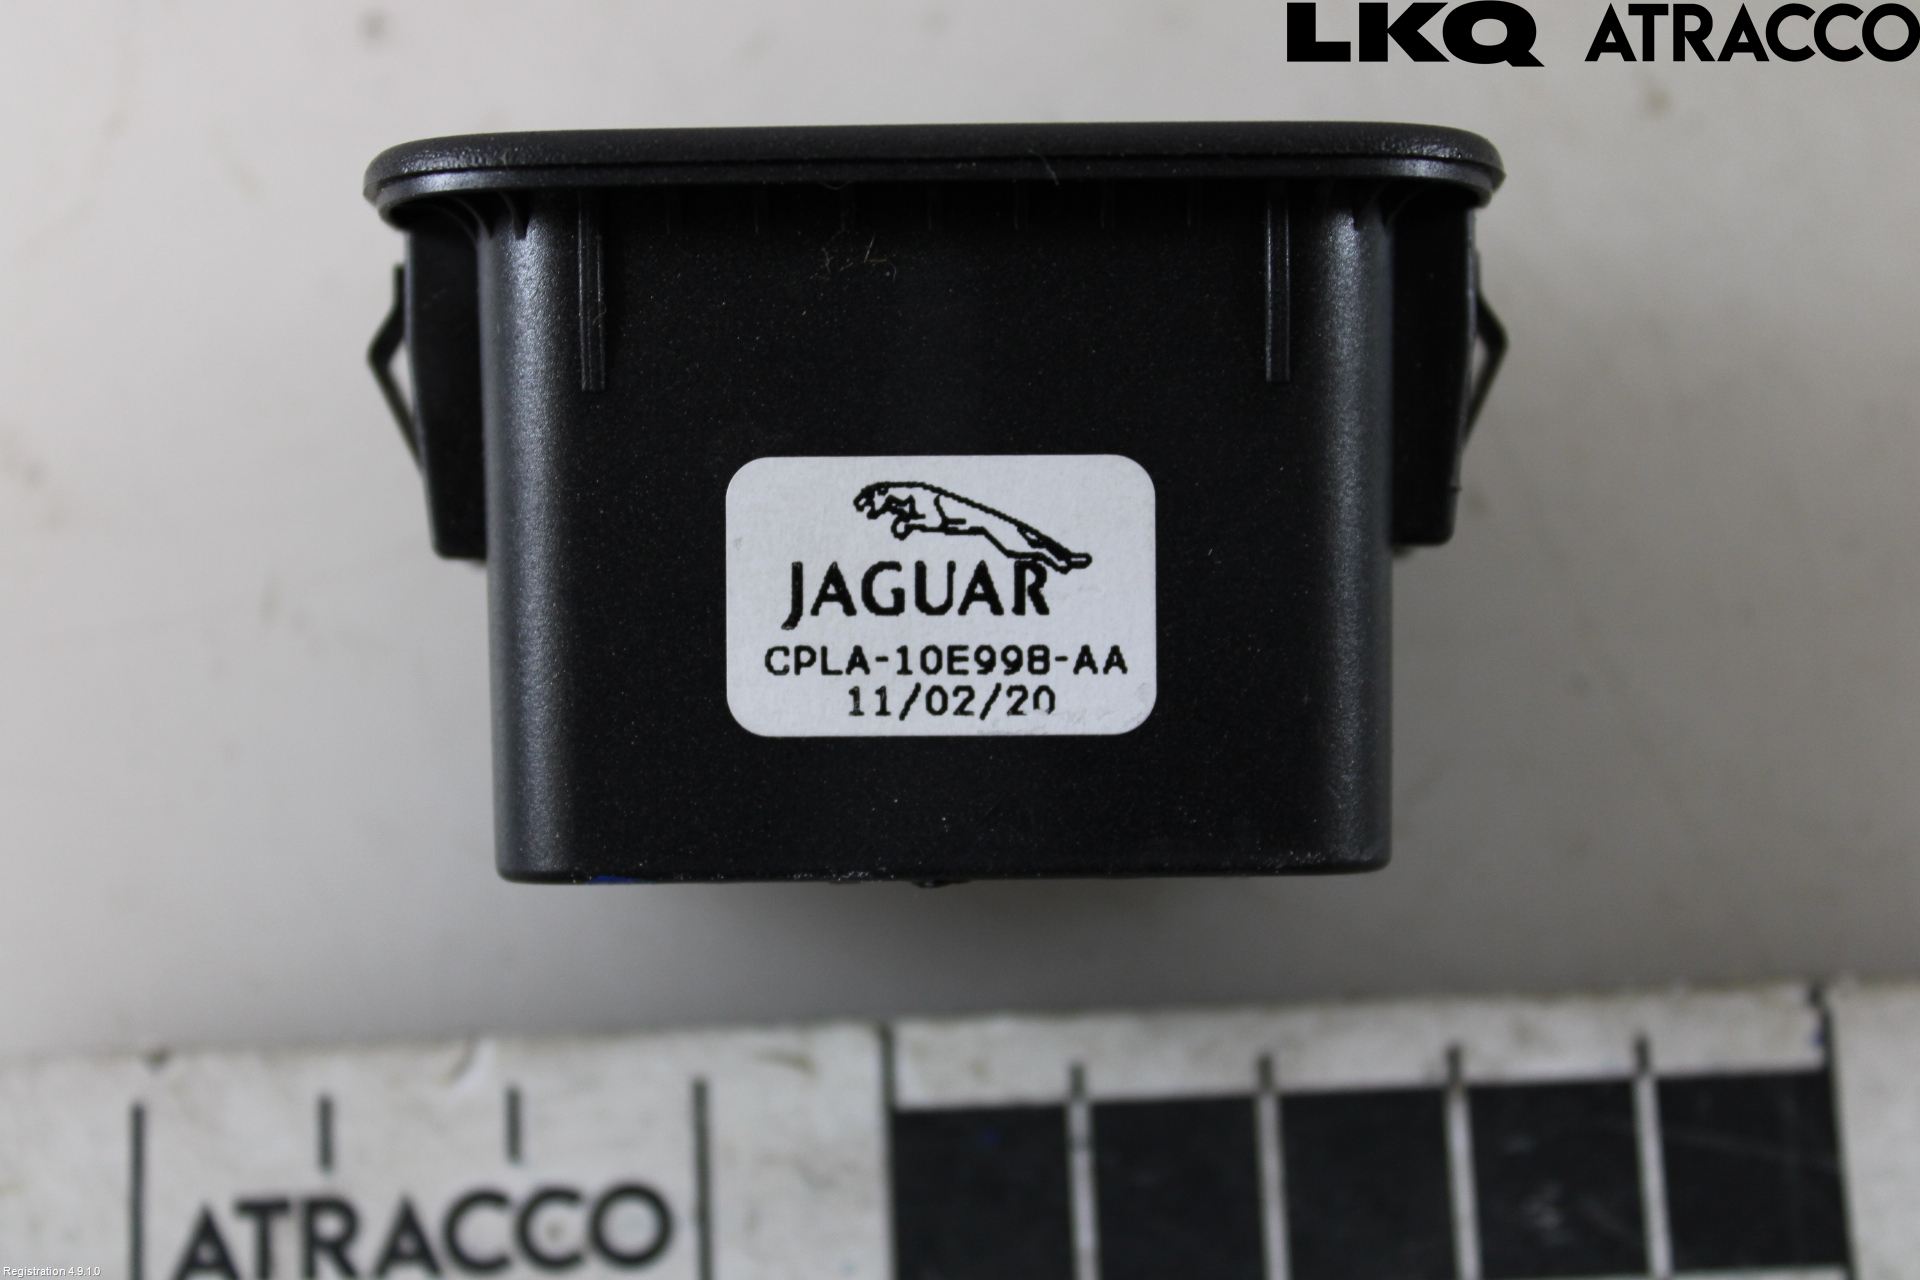 LKQ ATRACCO
JAGUAR
CPLA-10E998-AA
11/02/20
ATRACCO
Registration 4.9.1.0